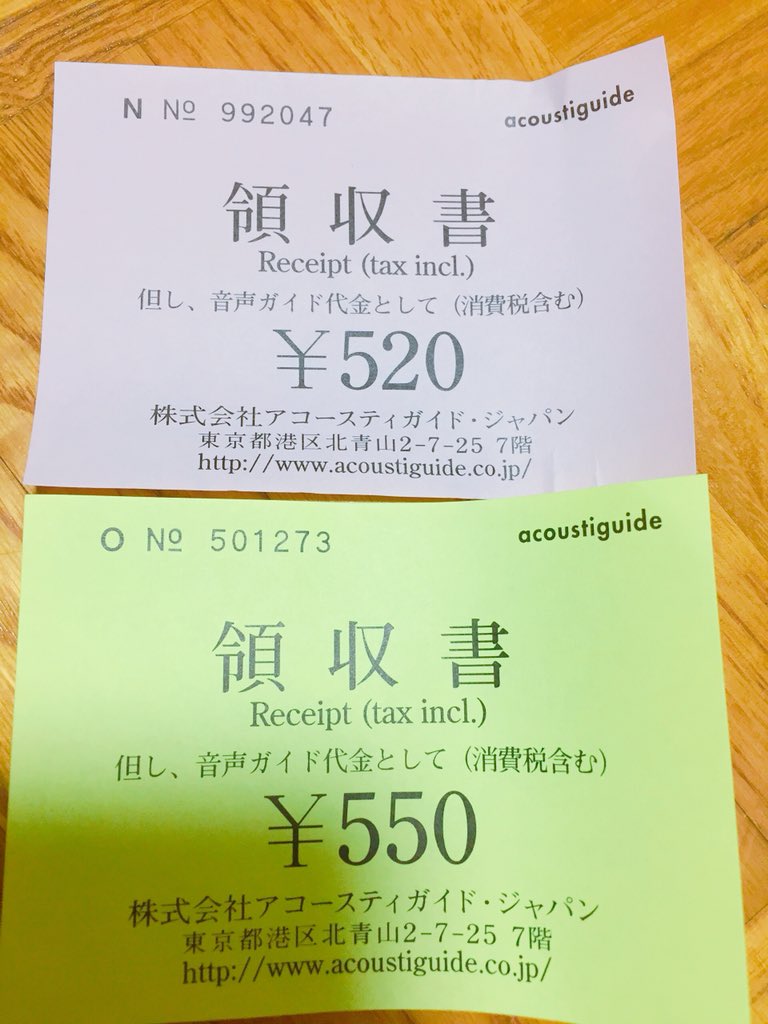 N № 992047
acoustiguide
領収書
Receipt (tax incl.)
但し、音声ガイド代金として(消費税含む)
￥520
株式会社アコースティガイド・ジャパン
東京都港区北青山2-7-25 7階
http://www.acoustiguide.co.jp/
O № 501273
acoustiguide
領収書
Receipt (tax incl.)
但し、音声ガイド代金として(消費税含む)
￥550
株式会社アコースティガイド・ジャパン
東京都港区北青山2-7-25 7階
http://www.acoustiguide.co.jp/